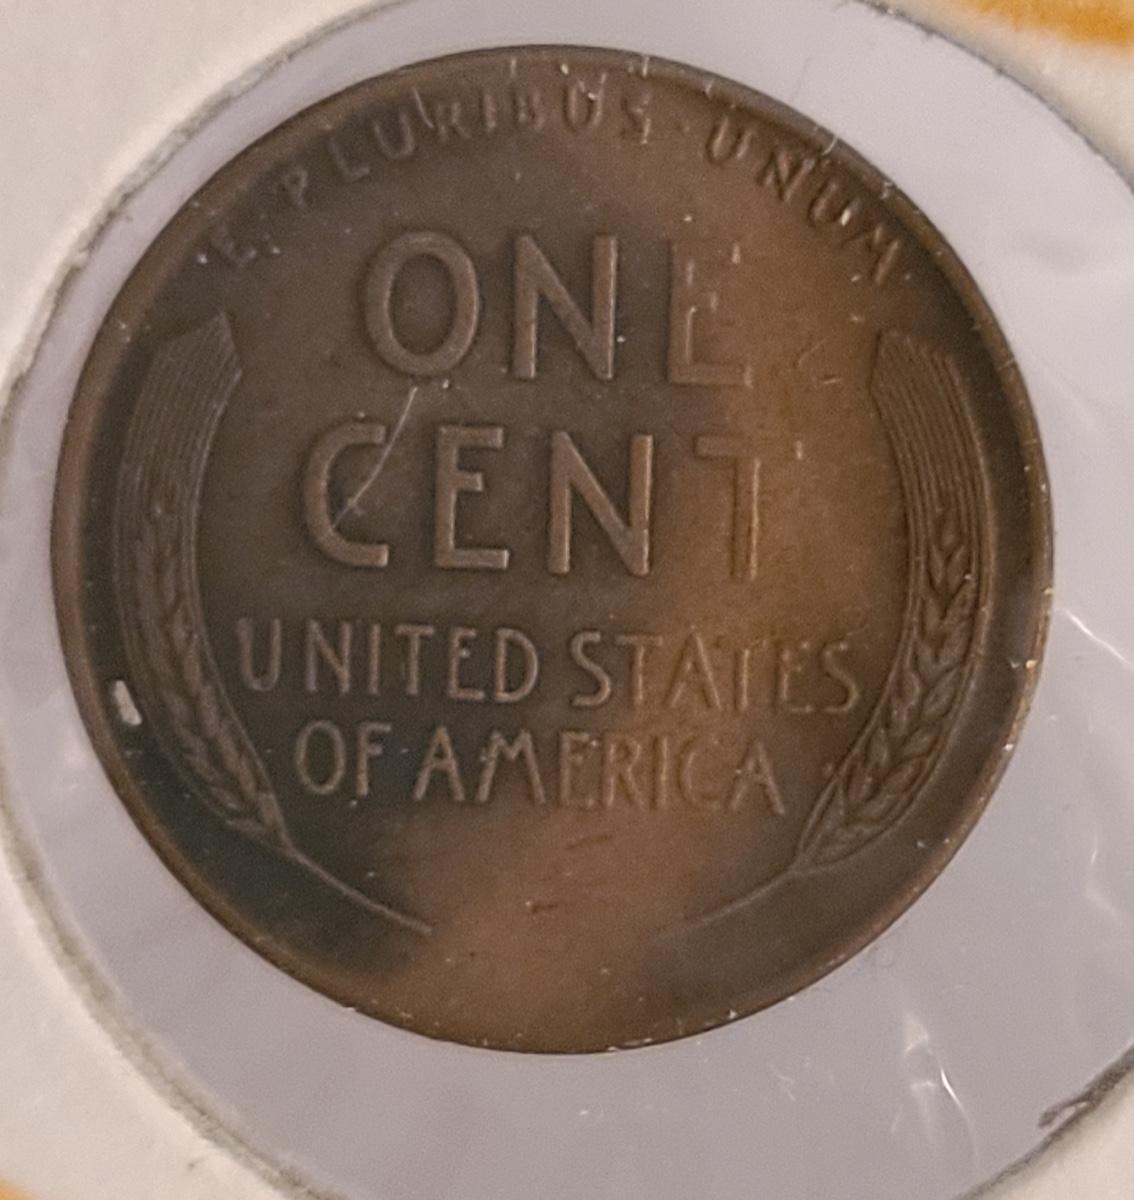 E·PLURIBUS·UNUM
ONE
CENT
UNITED STATES
OF AMERICA